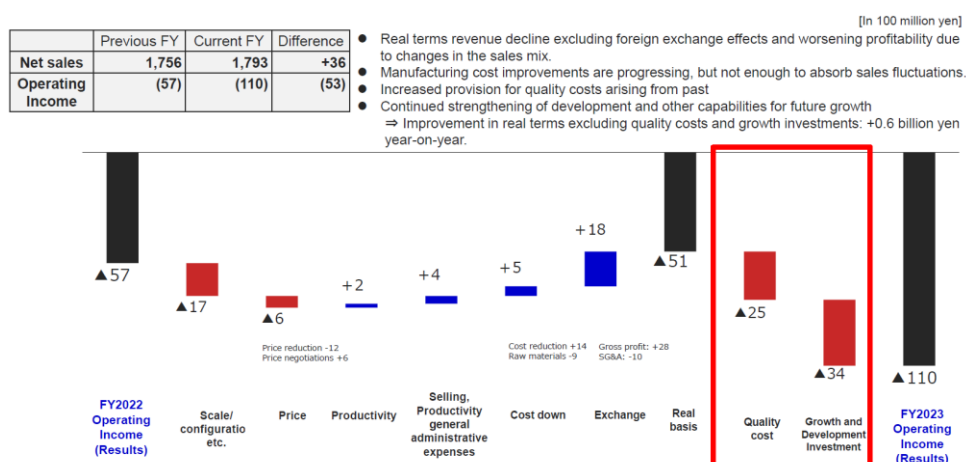 [In 100 million yen]
Previous FY Current FY Difference
Net sales 1,756 1,793 +36
Operating Income (57) (110) (53)
● Real terms revenue decline excluding foreign exchange effects and worsening profitability due
to changes in the sales mix.
● Manufacturing cost improvements are progressing, but not enough to absorb sales fluctuations.
● Increased provision for quality costs arising from past
● Continued strengthening of development and other capabilities for future growth
⇒ Improvement in real terms excluding quality costs and growth investments: +0.6 billion yen
year-on-year.
▲57
▲17
▲6
+2
+4
+5
+18
▲51
▲25
▲34
▲110
Price reduction -12
Price negotiations +6
Cost reduction +14
Raw materials -9
Gross profit: +28
SG&A: -10
FY2022
Operating
Income
(Results)
Scale/
configuratio
etc.
Price
Productivity
Selling,
Productivity
general
administrative
expenses
Cost down
Exchange
Real
basis
Quality
cost
Growth and
Development
Investment
FY2023
Operating
Income
(Results)